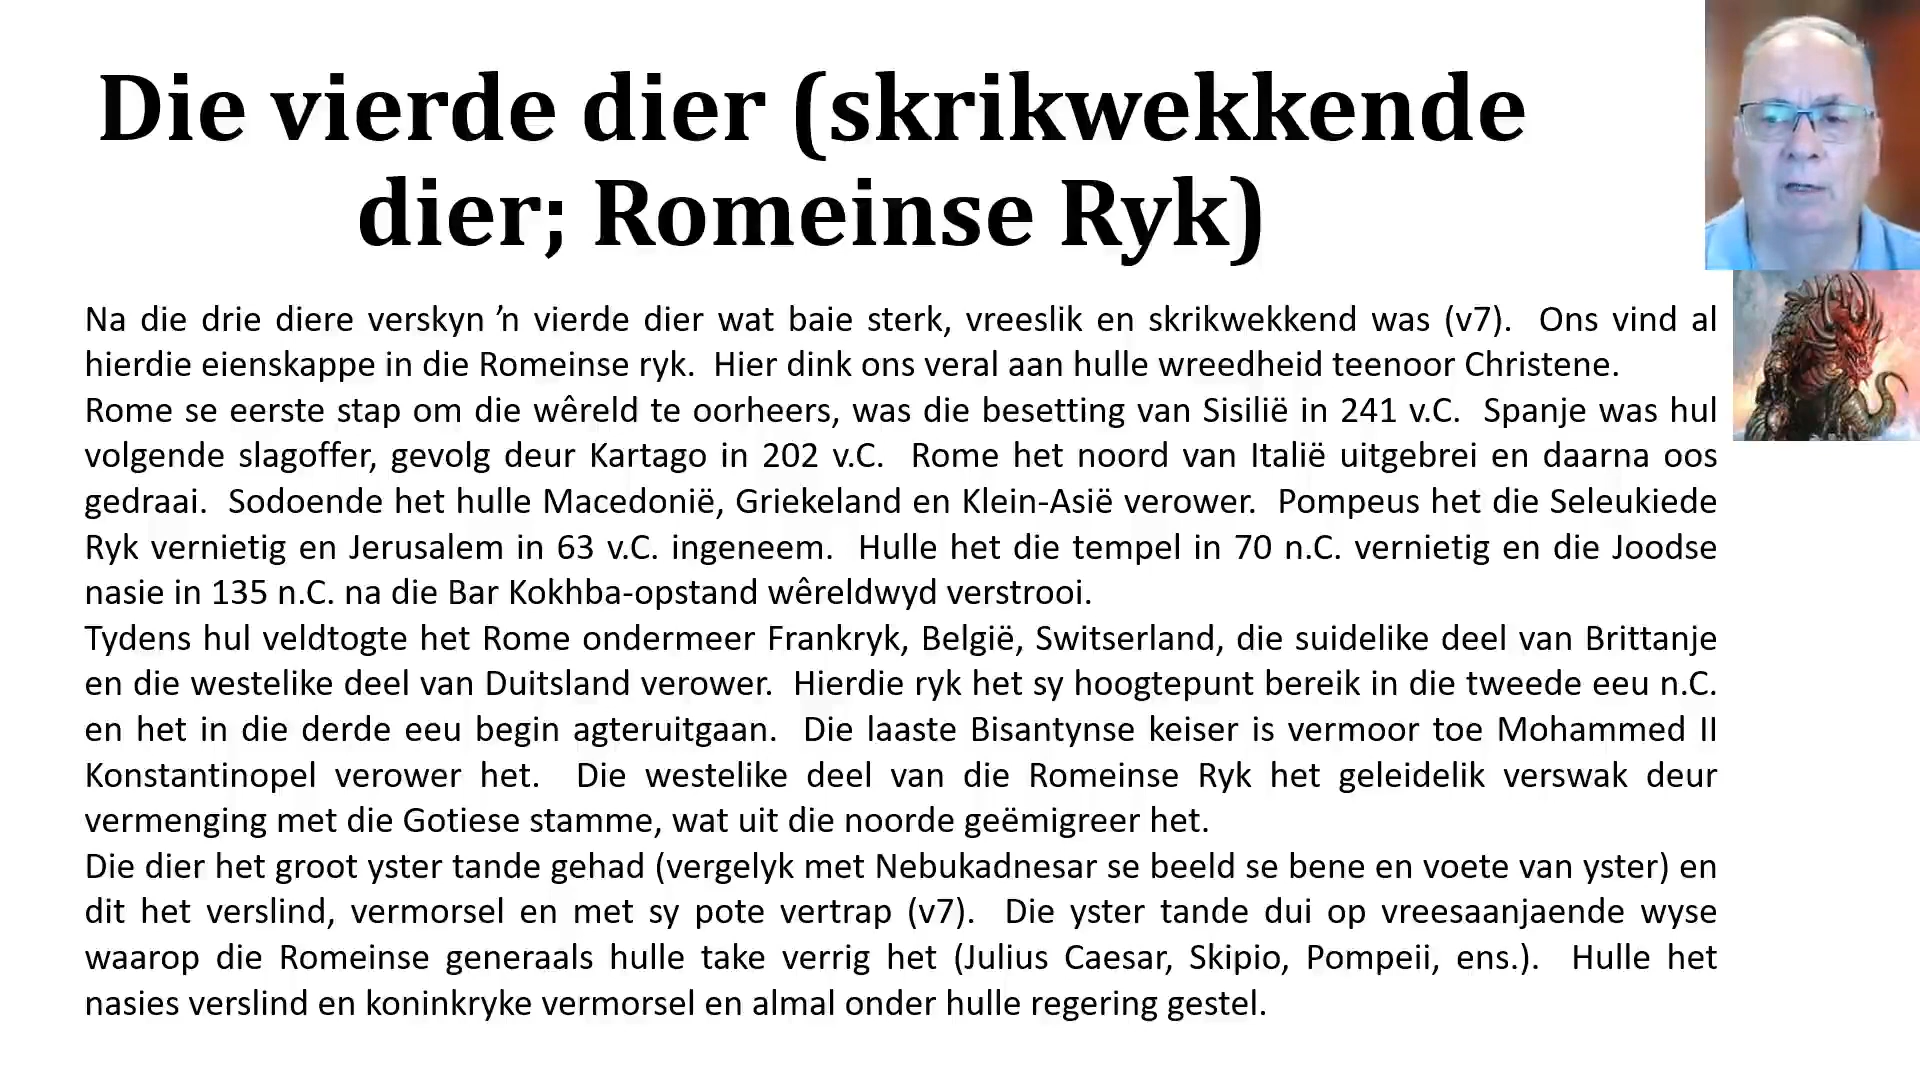 Die vierde dier (skrikwekkende
dier; Romeinse Ryk)
Na die drie diere verskyn ’n vierde dier wat baie sterk, vreeslik en skrikwekkend was (v7).  Ons vind al
hierdie eienskappe in die Romeinse ryk.  Hier dink ons veral aan hulle wreedheid teenoor Christene.
Rome se eerste stap om die wêreld te oorheers, was die besetting van Sisilië in 241 v.C.  Spanje was hul
volgende slagoffer, gevolg deur Kartago in 202 v.C.  Rome het noord van Italië uitgebrei en daarna oos
gedraai.  Sodoende het hulle Macedonië, Griekeland en Klein-Asië verower.  Pompeus het die Seleukiede
Ryk vernietig en Jerusalem in 63 v.C. ingeneem.  Hulle het die tempel in 70 n.C. vernietig en die Joodse
nasie in 135 n.C. na die Bar Kokhba-opstand wêreldwyd verstrooi.
Tydens hul veldtogte het Rome ondermeer Frankryk, België, Switserland, die suidelike deel van Brittanje
en die westelike deel van Duitsland verower.  Hierdie ryk het sy hoogtepunt bereik in die tweede eeu n.C.
en het in die derde eeu begin agteruitgaan.  Die laaste Bisantynse keiser is vermoor toe Mohammed II
Konstantinopel verower het.  Die westelike deel van die Romeinse Ryk het geleidelik verswak deur
vermenging met die Gotiese stamme, wat uit die noorde geëmigreer het.
Die dier het groot yster tande gehad (vergelyk met Nebukadnesar se beeld se bene en voete van yster) en
dit het verslind, vermorsel en met sy pote vertrap (v7).  Die yster tande dui op vreesaanjaende wyse
waarop die Romeinse generaals hulle take verrig het (Julius Caesar, Skipio, Pompeii, ens.).  Hulle het
nasies verslind en koninkryke vermorsel en almal onder hulle regering gestel.